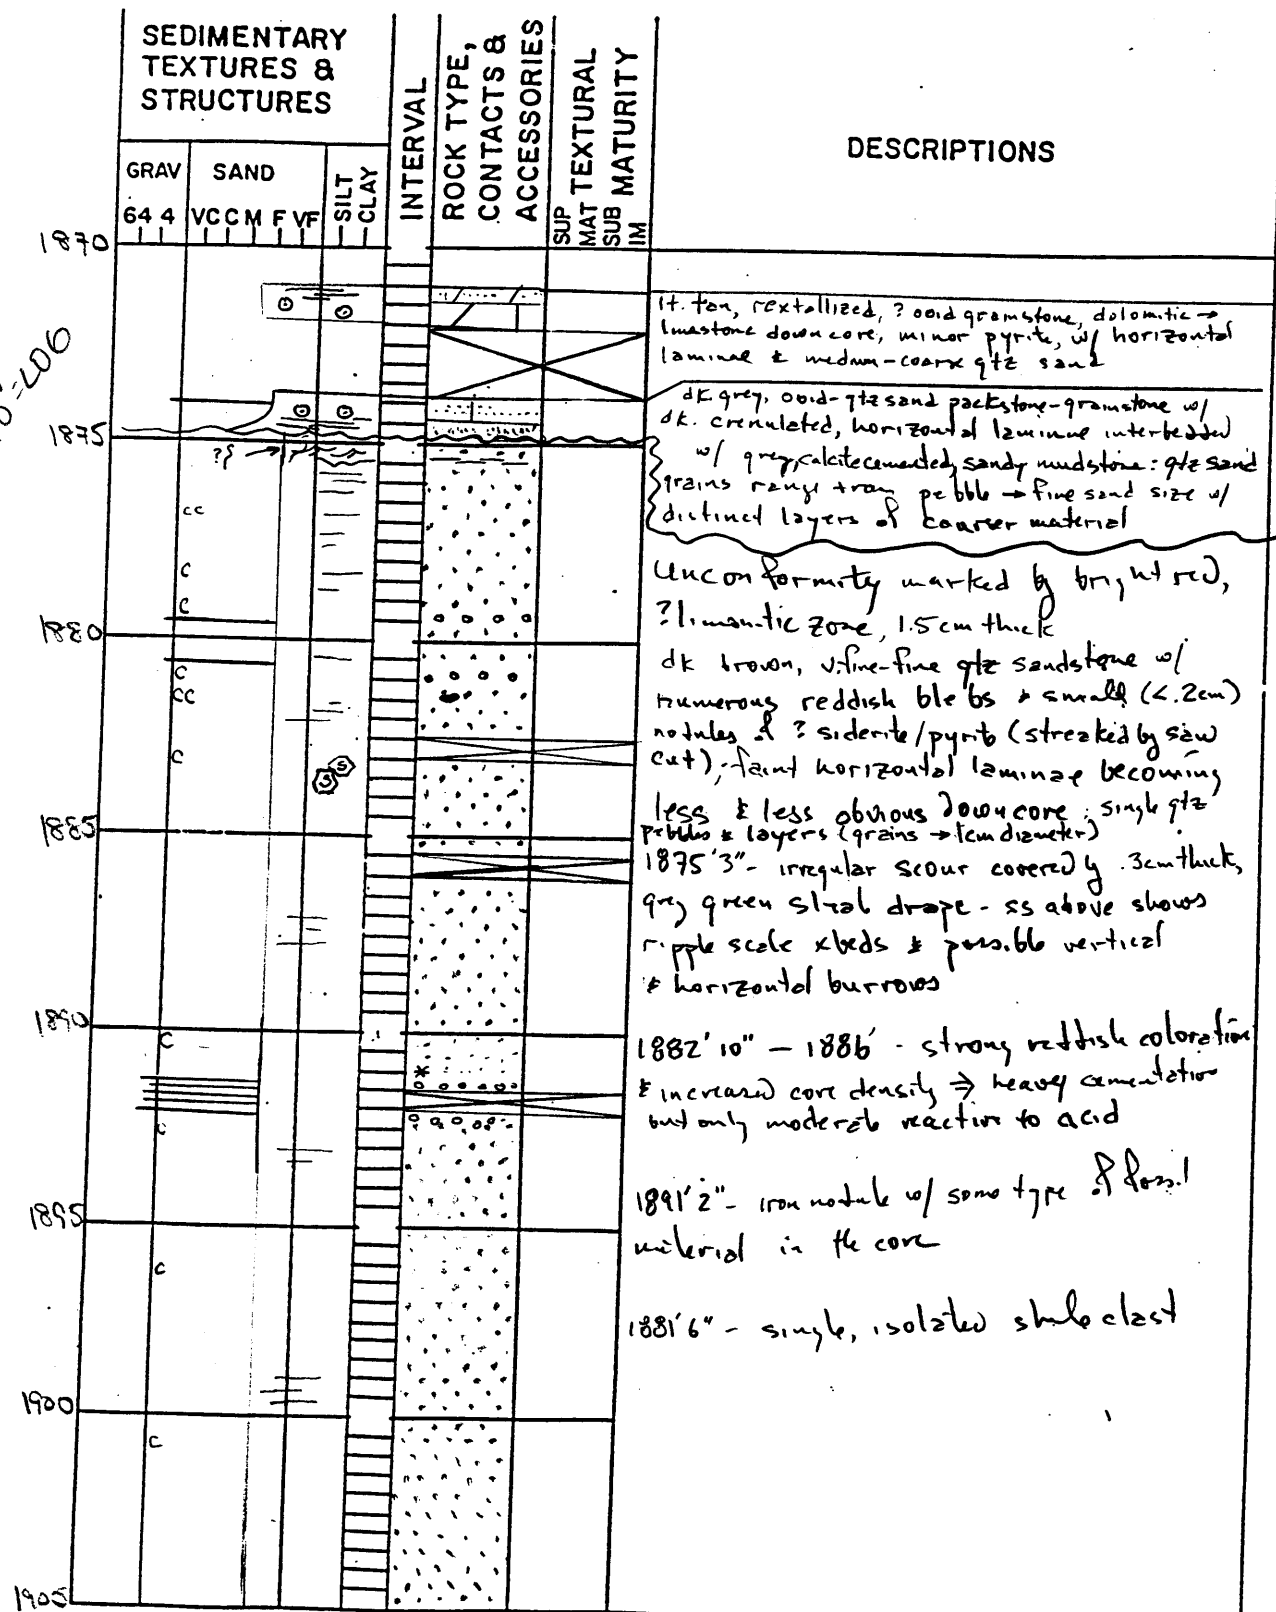 SEDIMENTARY
TEXTURES &
STRUCTURES
INTERVAL
ROCK TYPE,
CONTACTS &
ACCESSORIES
TEXTURAL
MATURITY
SUP
MAT
SUB
IM
DESCRIPTIONS
GRAV
SAND
SILT
CLAY
64 4 VC C M F VF
1870
lt. tan, rextallized, ? ooid grainstone, dolomitic →
limestone down core, minor pyrite, w/ horizontal
laminae & medium-coarse qtz sand
dk grey, ooid-qtz sand packstone-grainstone w/
dk. crenulated, horizontal laminae interbedded
w/ grey, calcite cemented, sandy mudstone: qtz sand
grains range from pebble → fine sand size w/
distinct layers of coarser material
1875
?
cc
c
c
Unconformity marked by bright red,
? limonitic zone, 1.5 cm thick
1880
dk brown, v.fine-fine qtz sandstone w/
numerous reddish blebs & small (<.2cm)
nodules of ? siderite/pyrite (streaked by saw
cut), faint horizontal laminae becoming
less & less obvious down core; single qtz
pebbles & layers (grains → 1cm diameter)
c
cc
c
S
S
1885
1875'3" - irregular scour covered by .3cm thick,
grey green shale drape - ss above shows
ripple scale xbeds & possible vertical
& horizontal burrows
1890
c
1882'10" - 1886' - strong reddish coloration
& increased core density ⇒ heavy cementation
but only moderate reaction to acid
*
c
1891'2" - iron nodule w/ some type of fossil
material in the core
1895
c
1881'6" - single, isolated shale clast
1900
c
1905